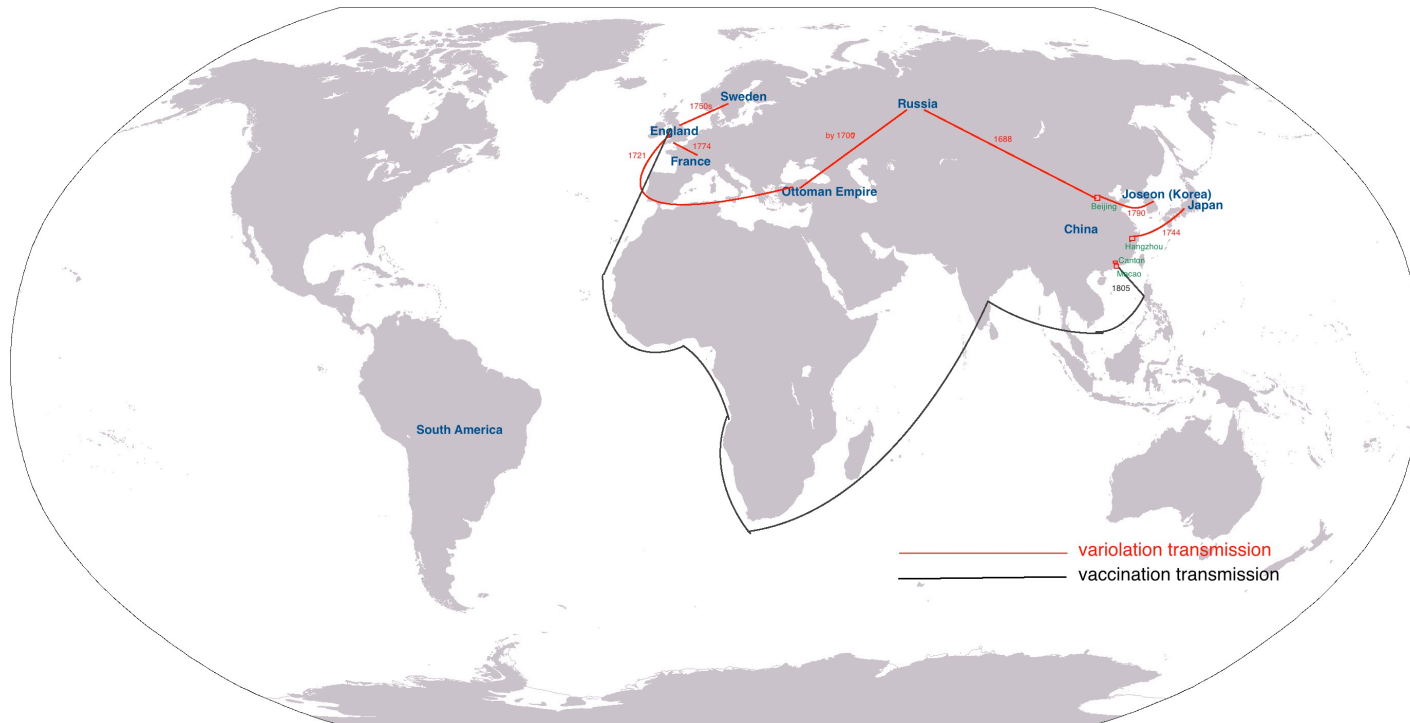 Sweden
1750s
Russia
England
by 1700?
1688
1721
1774
France
Ottoman Empire
Joseon (Korea)
Beijing
1790
Japan
China
1744
Hangzhou
Canton
Macao
1805
South America
variolation transmission
vaccination transmission